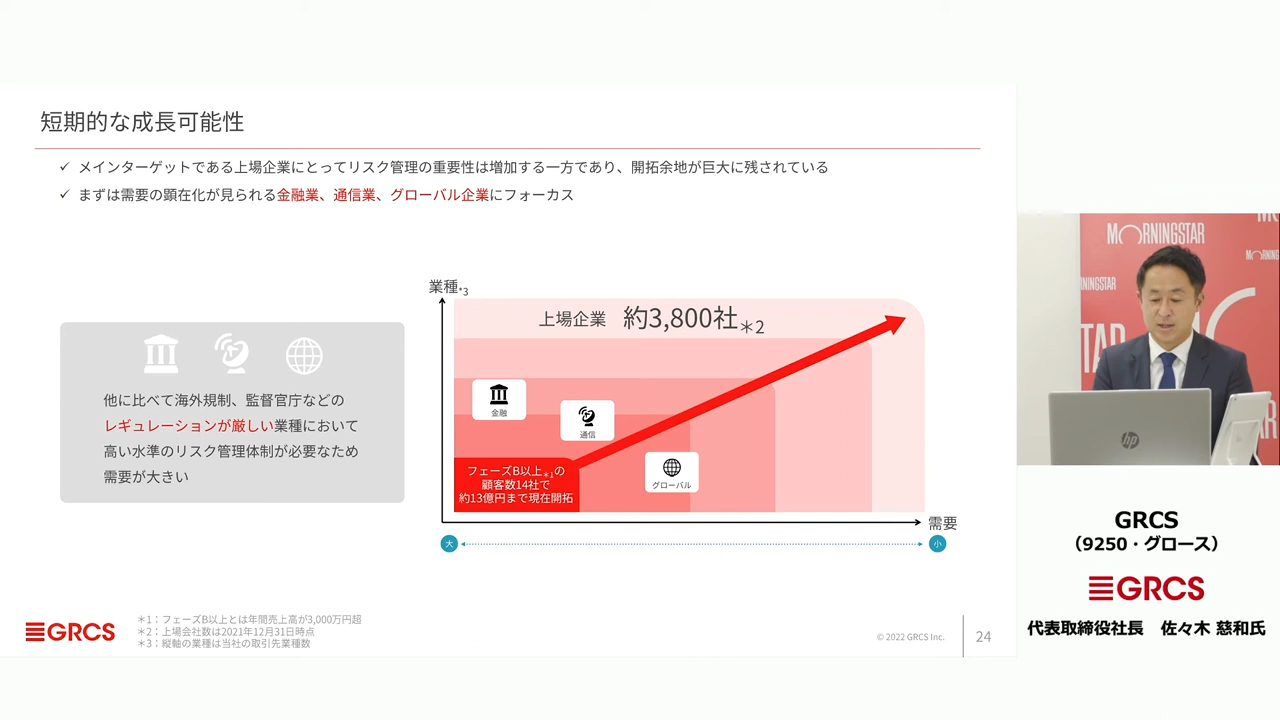 短期的な成長可能性
✓ メインターゲットである上場企業にとってリスク管理の重要性は増加する一方であり、開拓余地が巨大に残されている
✓ まずは需要の顕在化が見られる金融業、通信業、グローバル企業にフォーカス
他に比べて海外規制、監督官庁などの
レギュレーションが厳しい業種において
高い水準のリスク管理体制が必要なため
需要が大きい
業種*3
上場企業 約3,800社＊2
金融
通信
グローバル
フェーズB以上＊1の
顧客数14社で
約13億円まで現在開拓
需要
大
小
GRCS
＊1：フェーズB以上とは年間売上高が3,000万円超
＊2：上場会社数は2021年12月31日時点
＊3：縦軸の業種は当社の取引先業種数
© 2022 GRCS Inc.
24
MORNINGSTAR
MORN
RNINGSTAR
TAR
hp
GRCS
（9250・グロース）
GRCS
代表取締役社長 佐々木 慈和氏